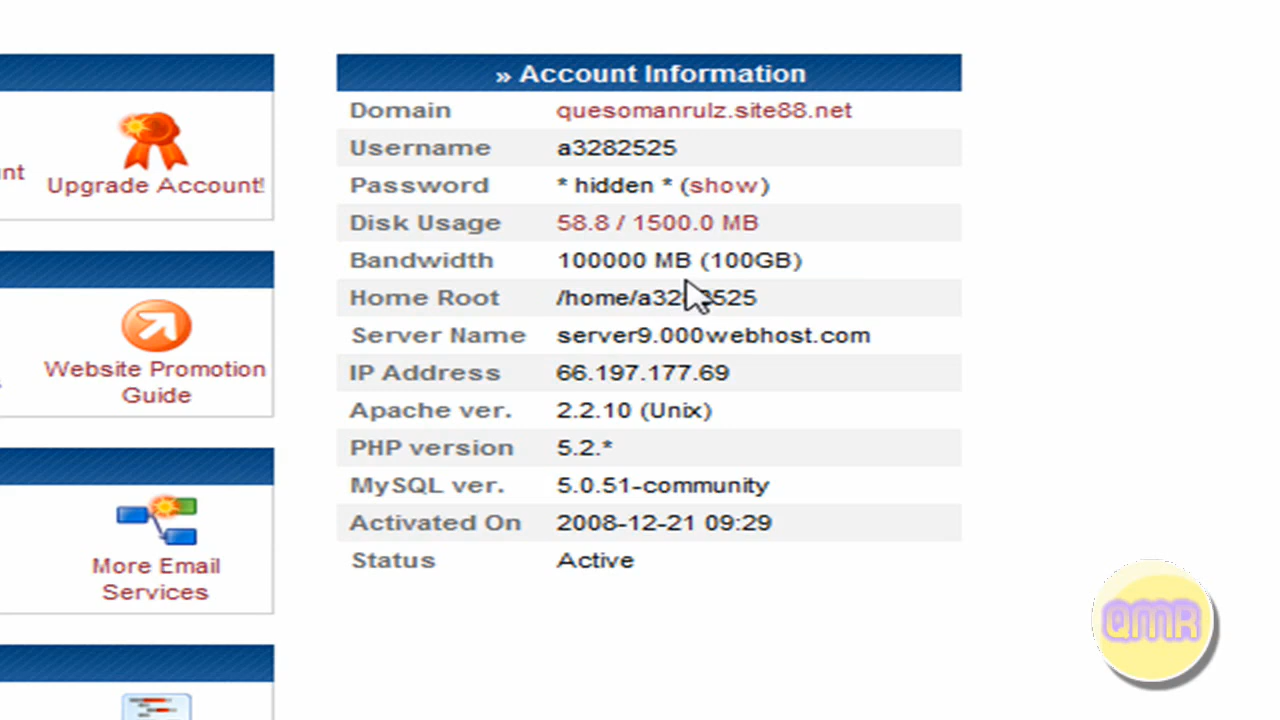 » Account Information
Domain quesomanrulz.site88.net
Username a3282525
Password * hidden * (show)
Disk Usage 58.8 / 1500.0 MB
Bandwidth 100000 MB (100GB)
Home Root /home/a3282525
Server Name server9.000webhost.com
IP Address 66.197.177.69
Apache ver. 2.2.10 (Unix)
PHP version 5.2.*
MySQL ver. 5.0.51-community
Activated On 2008-12-21 09:29
Status Active
Upgrade Account!
Website Promotion
Guide
More Email
Services
QMR